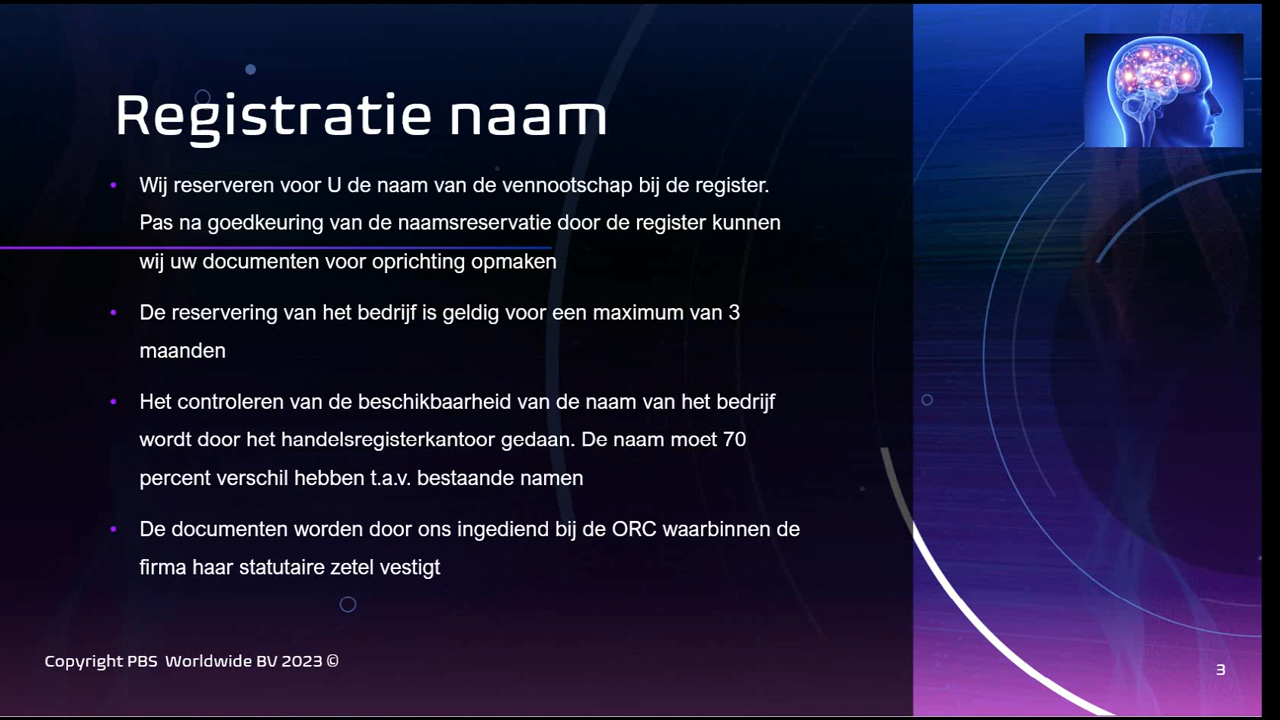 Registratie naam
• Wij reserveren voor U de naam van de vennootschap bij de register.
Pas na goedkeuring van de naamsreservatie door de register kunnen
wij uw documenten voor oprichting opmaken
• De reservering van het bedrijf is geldig voor een maximum van 3
maanden
• Het controleren van de beschikbaarheid van de naam van het bedrijf
wordt door het handelsregisterkantoor gedaan. De naam moet 70
percent verschil hebben t.a.v. bestaande namen
• De documenten worden door ons ingediend bij de ORC waarbinnen de
firma haar statutaire zetel vestigt
Copyright PBS Worldwide BV 2023 ©
3